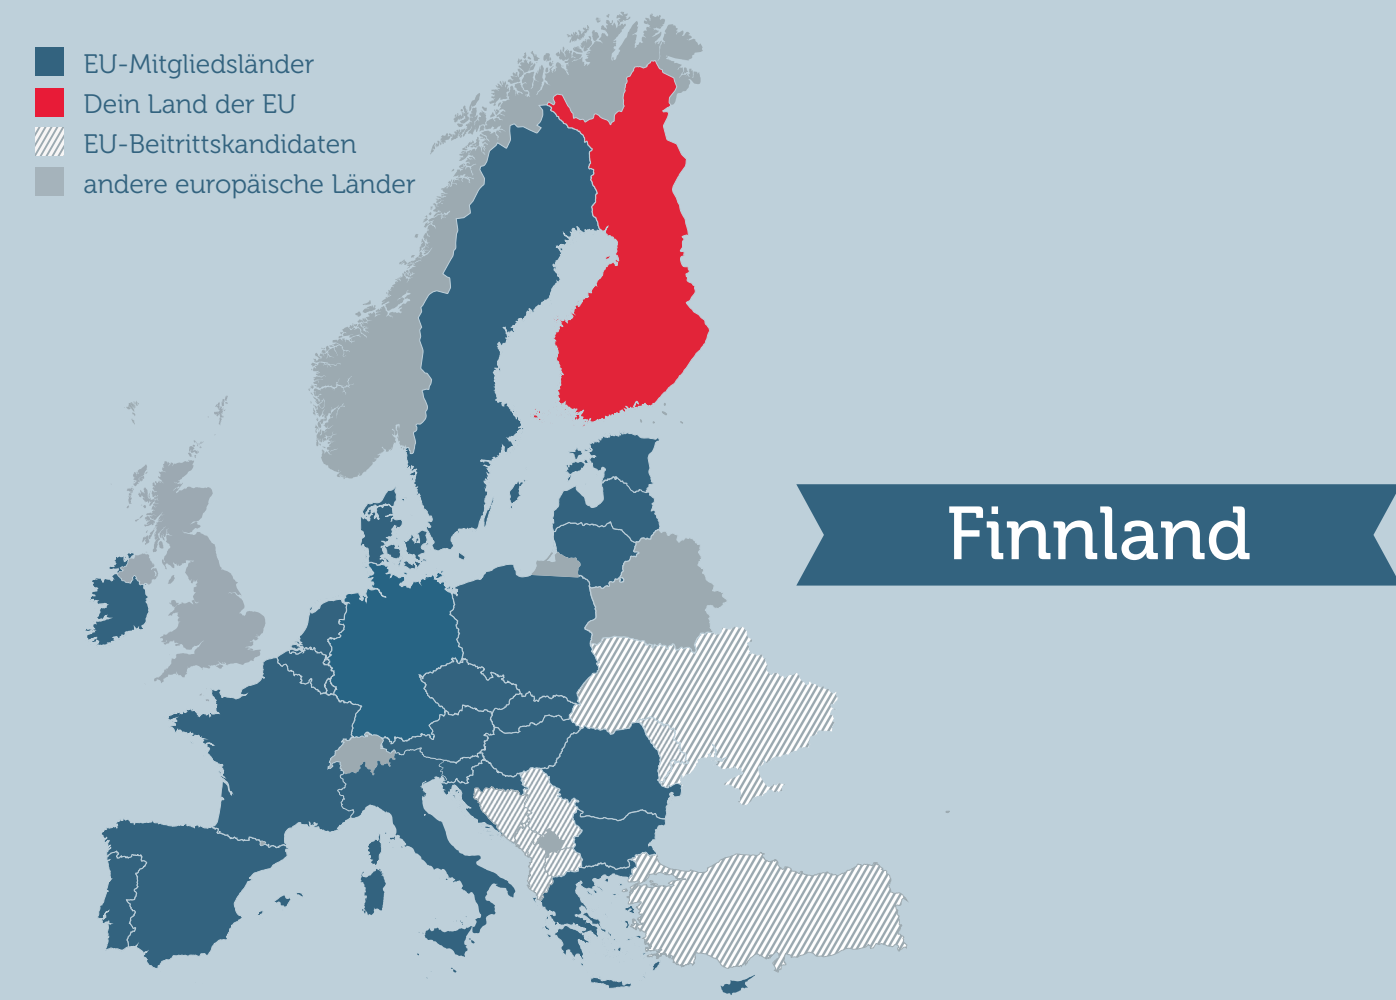 EU-Mitgliedsländer
Dein Land der EU
EU-Beitrittskandidaten
andere europäische Länder
Finnland